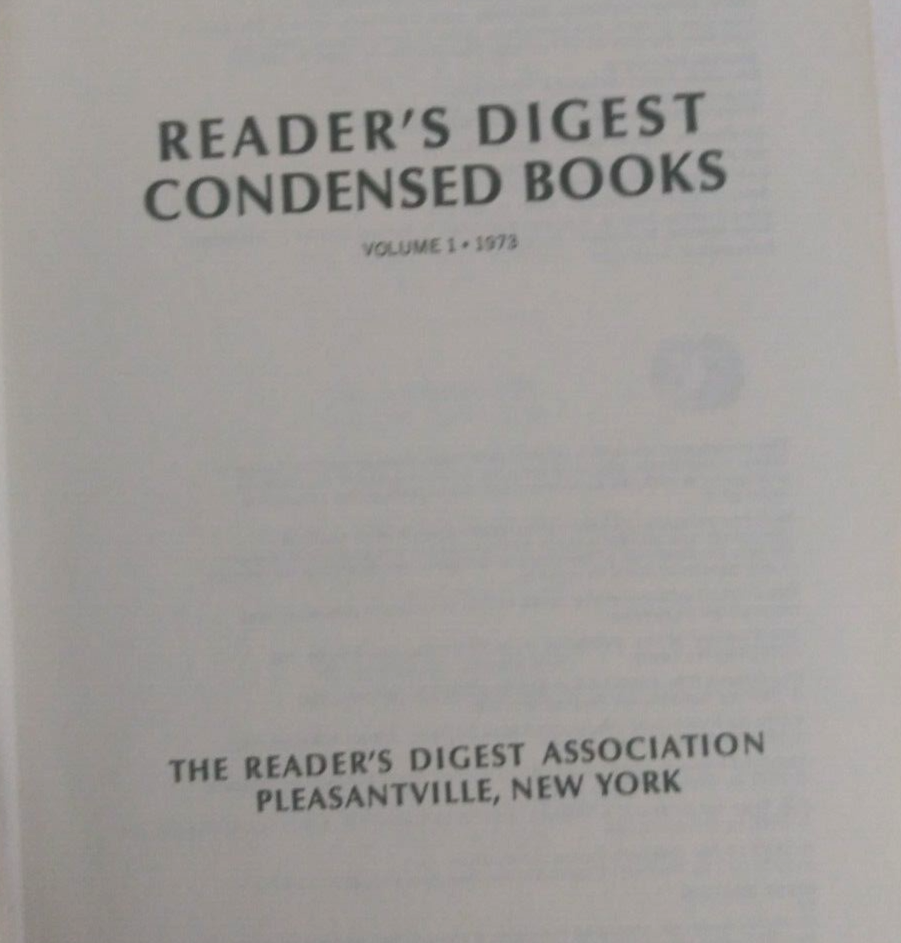 READER'S DIGEST
CONDENSED BOOKS
VOLUME 1 • 1973
THE READER'S DIGEST ASSOCIATION
PLEASANTVILLE, NEW YORK